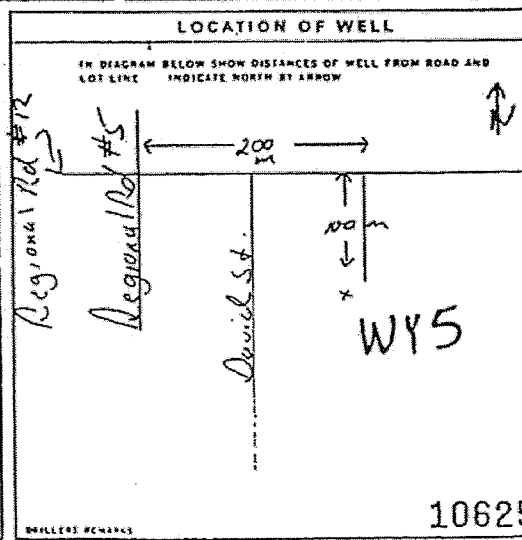 LOCATION OF WELL
IN DIAGRAM BELOW SHOW DISTANCES OF WELL FROM ROAD AND
LOT LINE INDICATE NORTH BY ARROW
N
Regional Rd #12
Regional Rd #5
200
m
100 m
David St.
x
WY5
DRILLERS REMARKS
10625